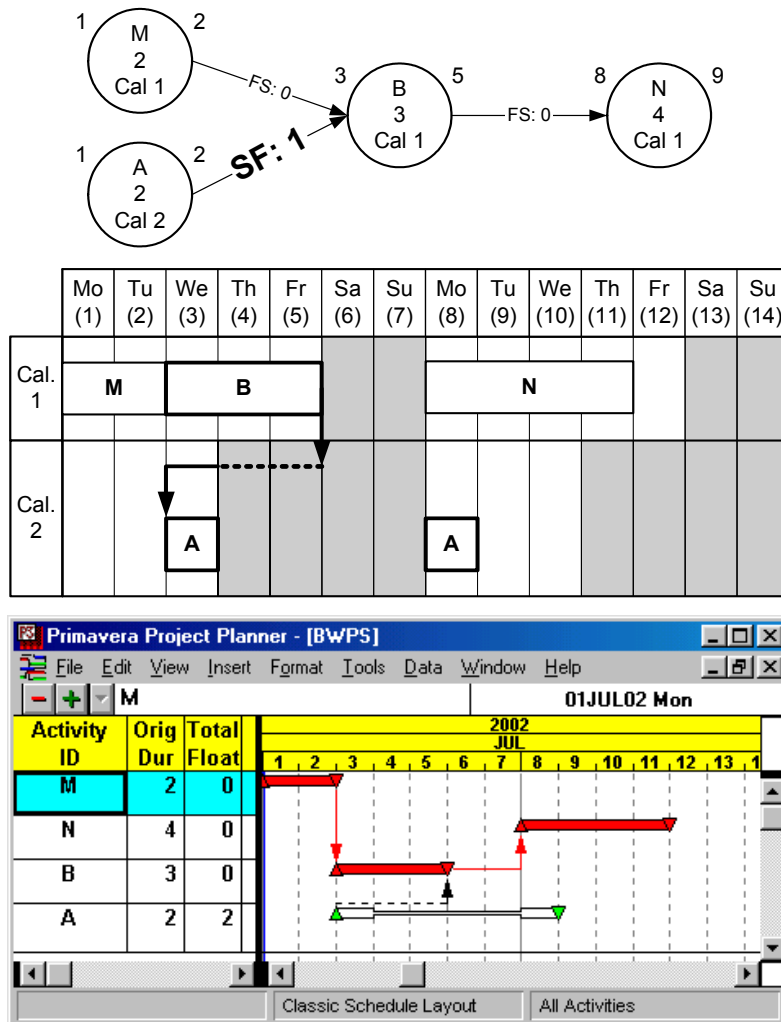 1 M 2
2
Cal 1
FS: 0
3 B 5
3
Cal 1
FS: 0
8 N 9
4
Cal 1
1 A 2
2
Cal 2
SF: 1
Mo Tu We Th Fr Sa Su Mo Tu We Th Fr Sa Su
(1) (2) (3) (4) (5) (6) (7) (8) (9) (10) (11) (12) (13) (14)
Cal. 1
M B N
Cal. 2
A A
Primavera Project Planner - [BWPS]
File Edit View Insert Format Tools Data Window Help
M 01JUL02 Mon
Activity ID Orig Dur Total Float
2002
JUL
1 2 3 4 5 6 7 8 9 10 11 12 13 1
M 2 0
N 4 0
B 3 0
A 2 2
Classic Schedule Layout All Activities